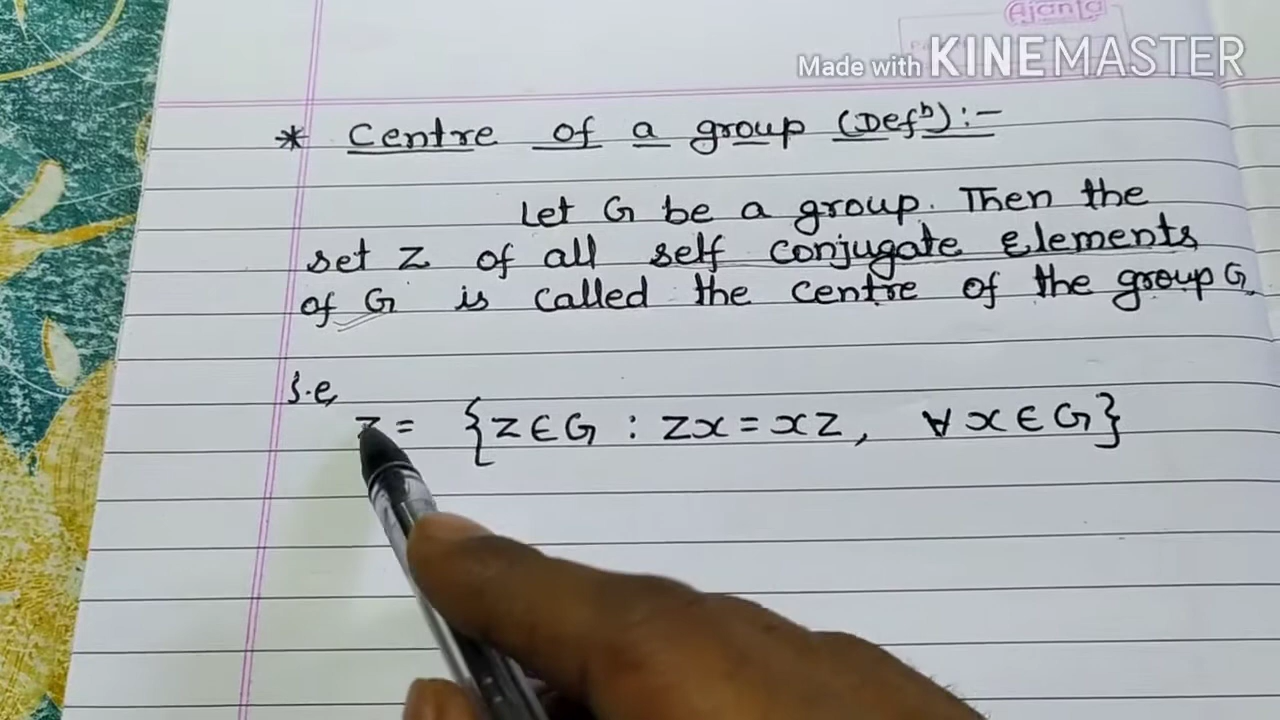 Ajanta
Made with KINEMASTER
* Centre of a group (Defⁿ):-
Let G be a group. Then the
set Z of all self conjugate Elements
of G is called the centre of the group G.
i.e,
Z = {z∈G : zx = xz, ∀ x∈G}